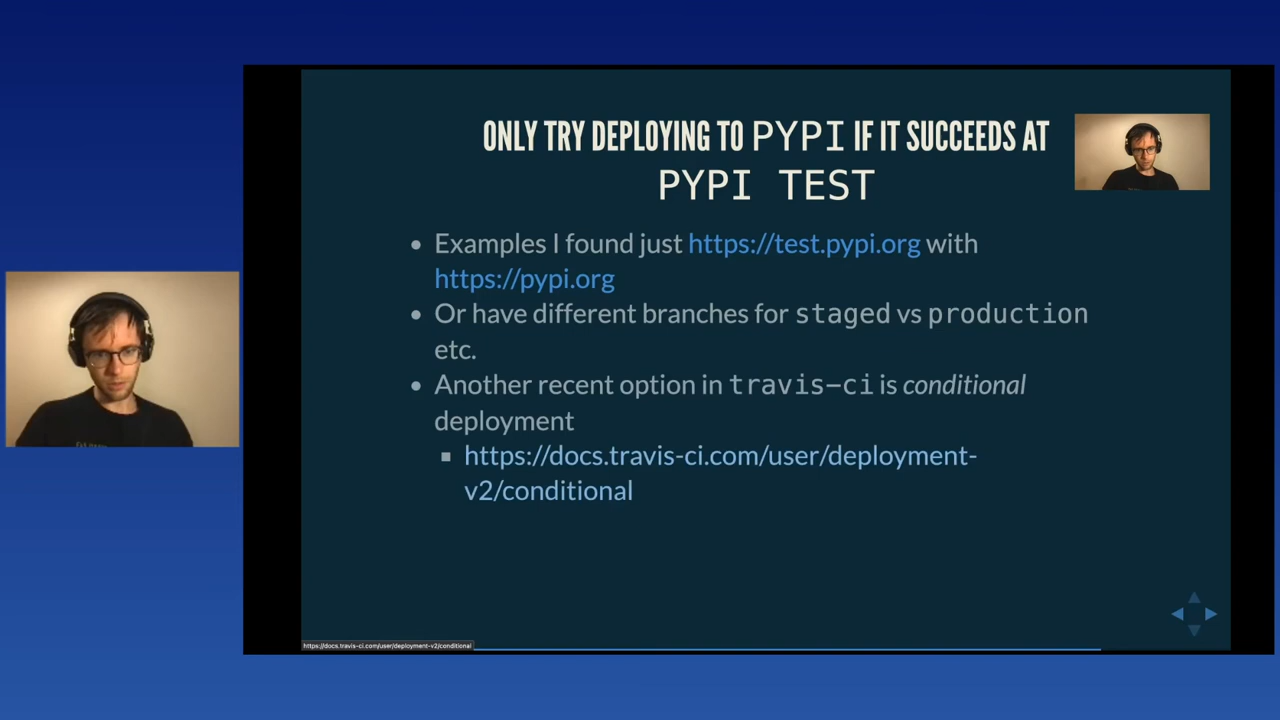 ONLY TRY DEPLOYING TO PYPI IF IT SUCCEEDS AT
PYPI TEST
• Examples I found just https://test.pypi.org with
https://pypi.org
• Or have different branches for staged vs production
etc.
• Another recent option in travis-ci is conditional
deployment
▪ https://docs.travis-ci.com/user/deployment-
v2/conditional
https://docs.travis-ci.com/user/deployment-v2/conditional